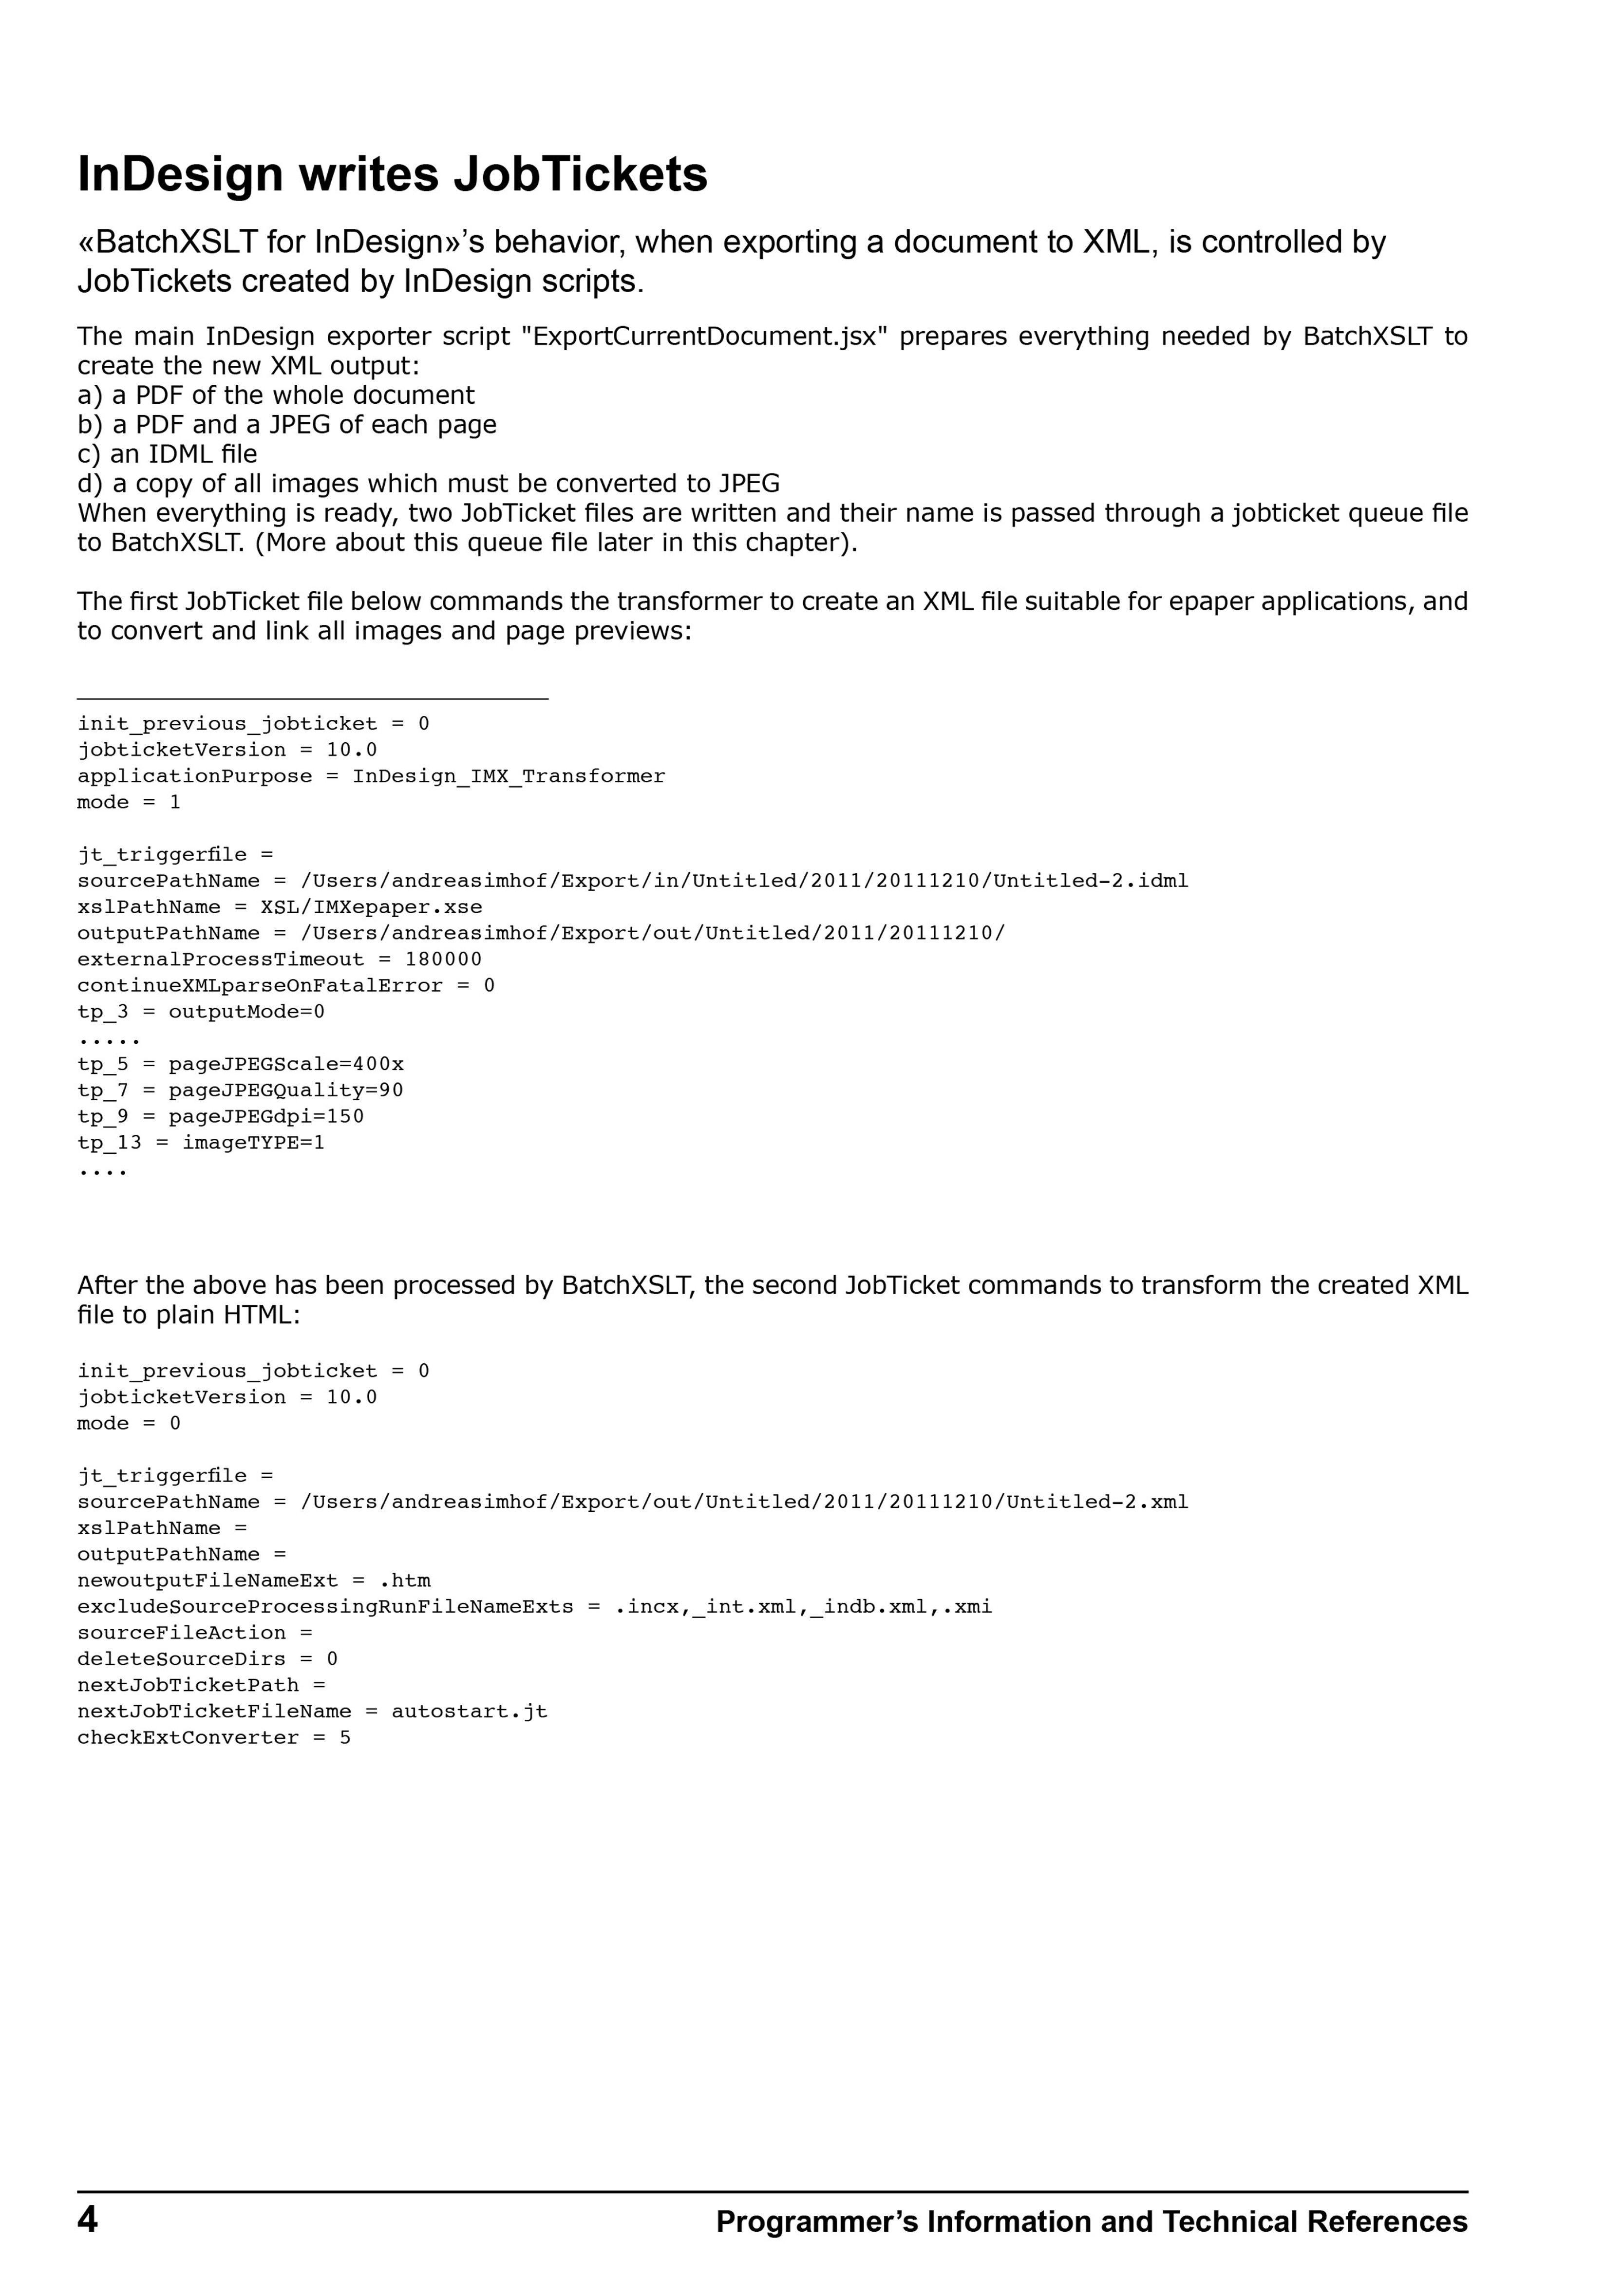 InDesign writes JobTickets
«BatchXSLT for InDesign»’s behavior, when exporting a document to XML, is controlled by
JobTickets created by InDesign scripts.
The main InDesign exporter script "ExportCurrentDocument.jsx" prepares everything needed by BatchXSLT to
create the new XML output:
a) a PDF of the whole document
b) a PDF and a JPEG of each page
c) an IDML file
d) a copy of all images which must be converted to JPEG
When everything is ready, two JobTicket files are written and their name is passed through a jobticket queue file
to BatchXSLT. (More about this queue file later in this chapter).
The first JobTicket file below commands the transformer to create an XML file suitable for epaper applications, and
to convert and link all images and page previews:
init_previous_jobticket = 0
jobticketVersion = 10.0
applicationPurpose = InDesign_IMX_Transformer
mode = 1
jt_triggerfile =
sourcePathName = /Users/andreasimhof/Export/in/Untitled/2011/20111210/Untitled-2.idml
xslPathName = XSL/IMXepaper.xse
outputPathName = /Users/andreasimhof/Export/out/Untitled/2011/20111210/
externalProcessTimeout = 180000
continueXMLparseOnFatalError = 0
tp_3 = outputMode=0
.....
tp_5 = pageJPEGScale=400x
tp_7 = pageJPEGQuality=90
tp_9 = pageJPEGdpi=150
tp_13 = imageTYPE=1
....
After the above has been processed by BatchXSLT, the second JobTicket commands to transform the created XML
file to plain HTML:
init_previous_jobticket = 0
jobticketVersion = 10.0
mode = 0
jt_triggerfile =
sourcePathName = /Users/andreasimhof/Export/out/Untitled/2011/20111210/Untitled-2.xml
xslPathName =
outputPathName =
newoutputFileNameExt = .htm
excludeSourceProcessingRunFileNameExts = .incx,_int.xml,_indb.xml,.xmi
sourceFileAction =
deleteSourceDirs = 0
nextJobTicketPath =
nextJobTicketFileName = autostart.jt
checkExtConverter = 5
4 Programmer’s Information and Technical References